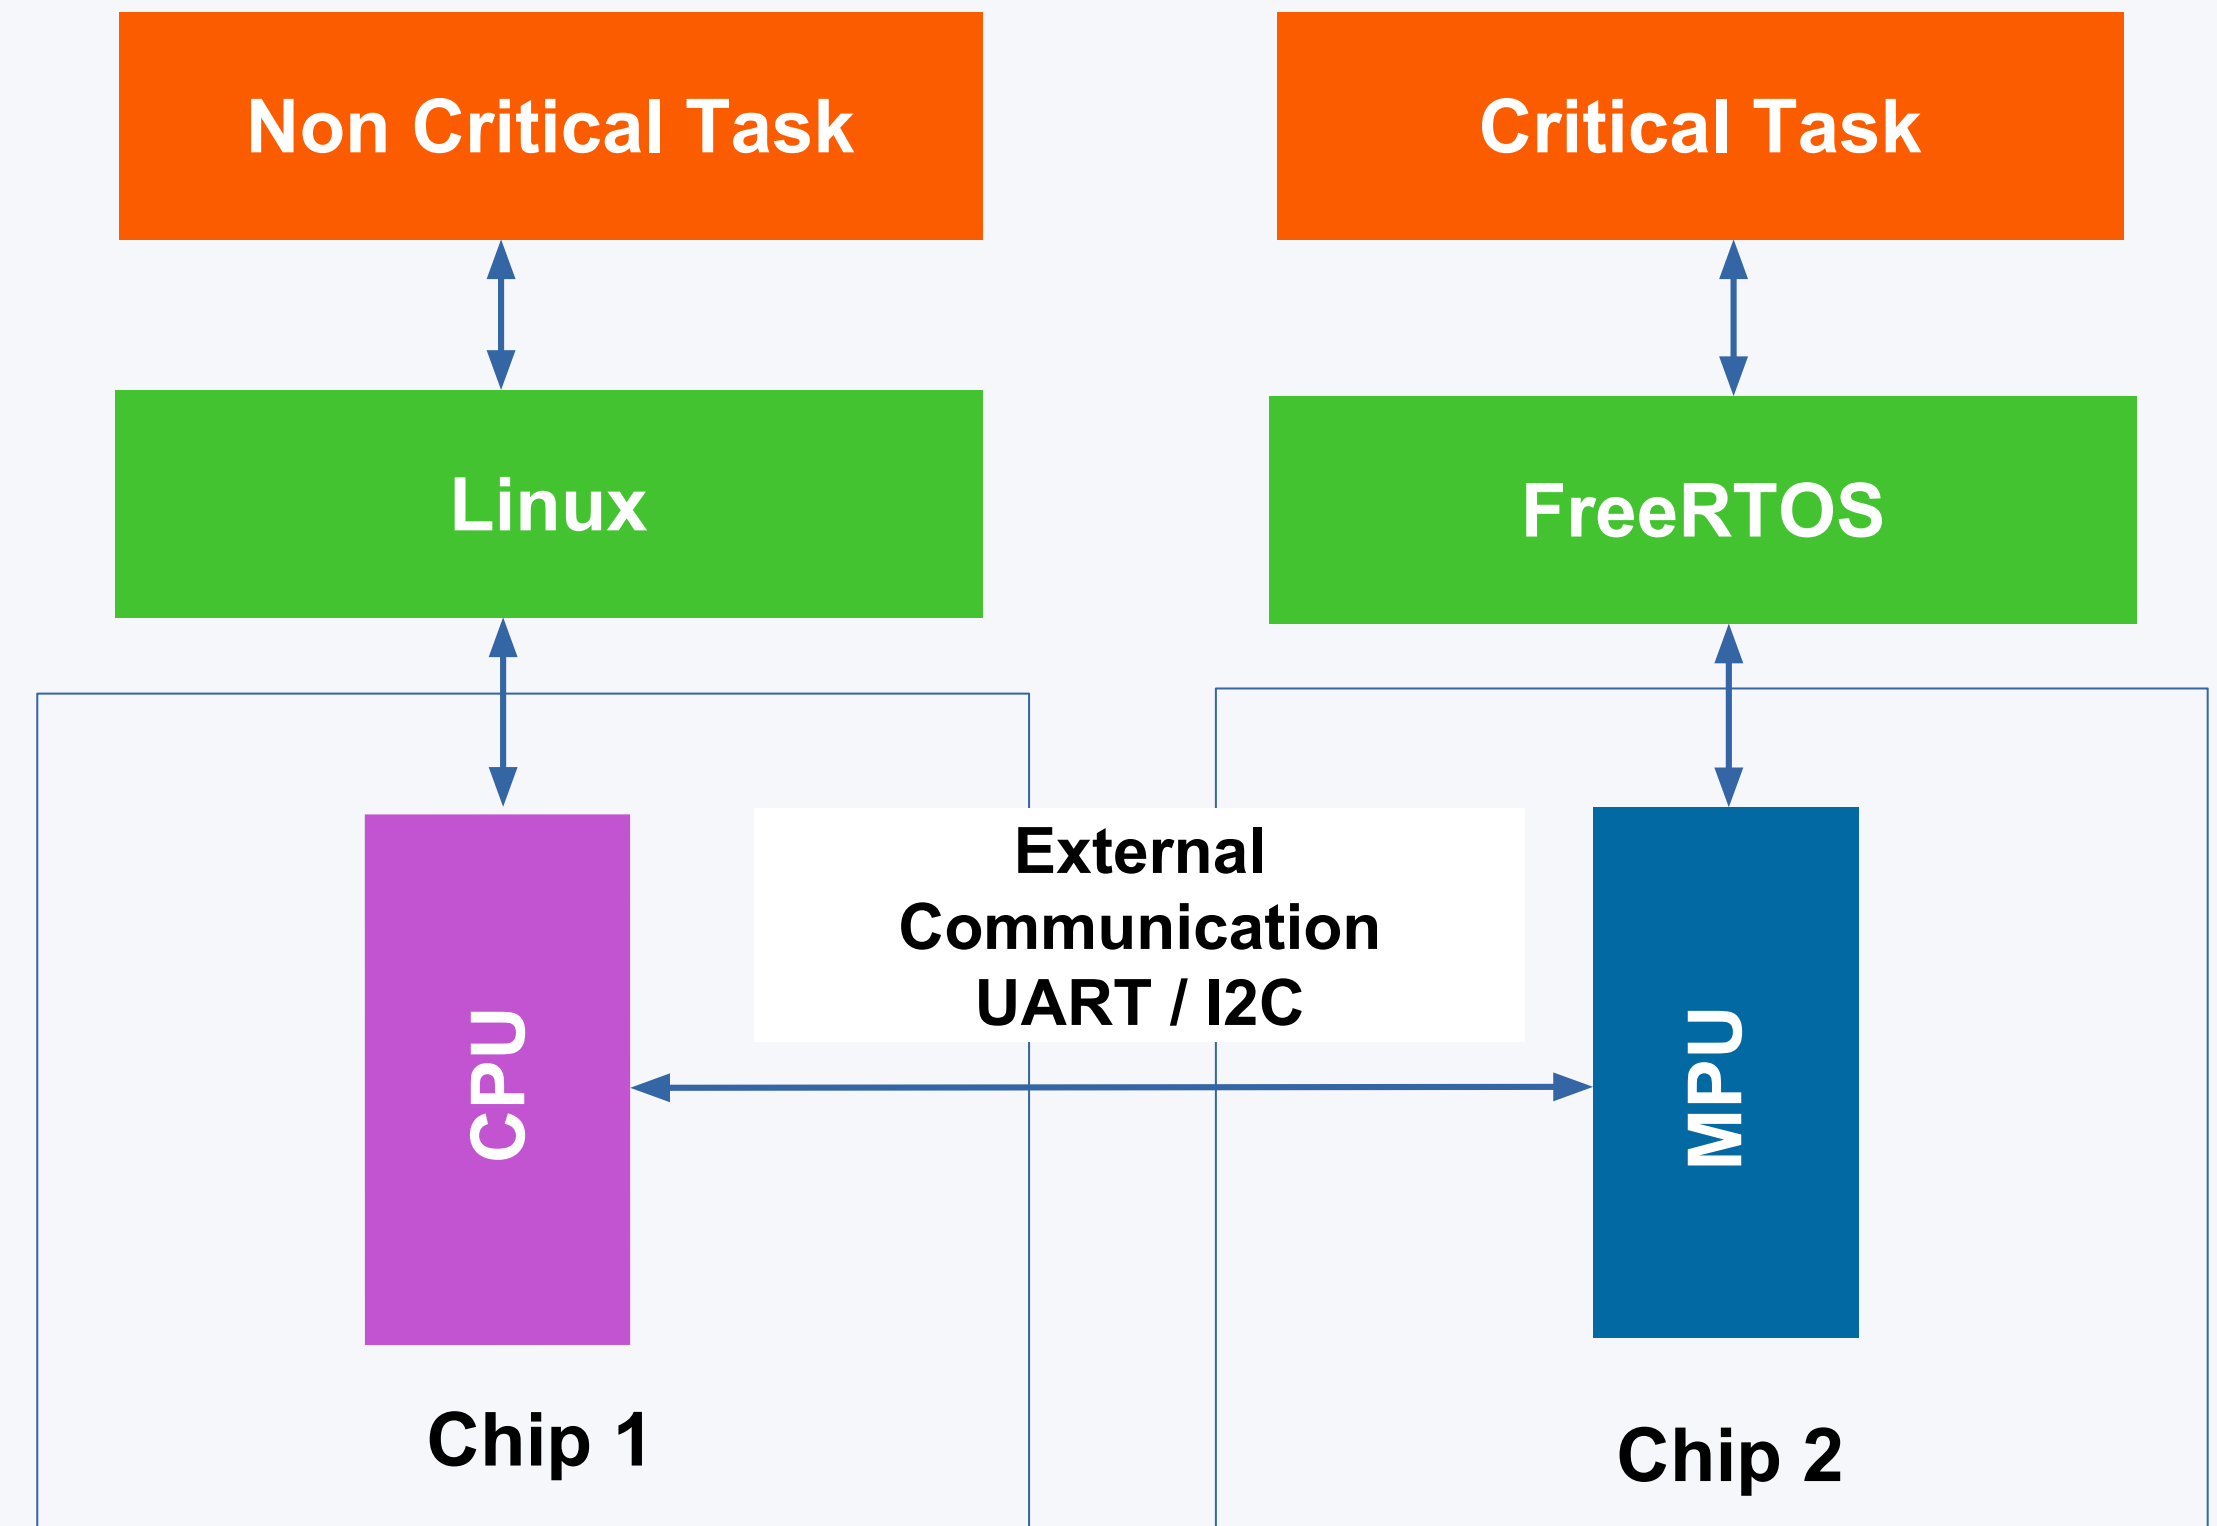 Non Critical Task
Critical Task
Linux
FreeRTOS
External
Communication
UART / I2C
CPU
MPU
Chip 1
Chip 2